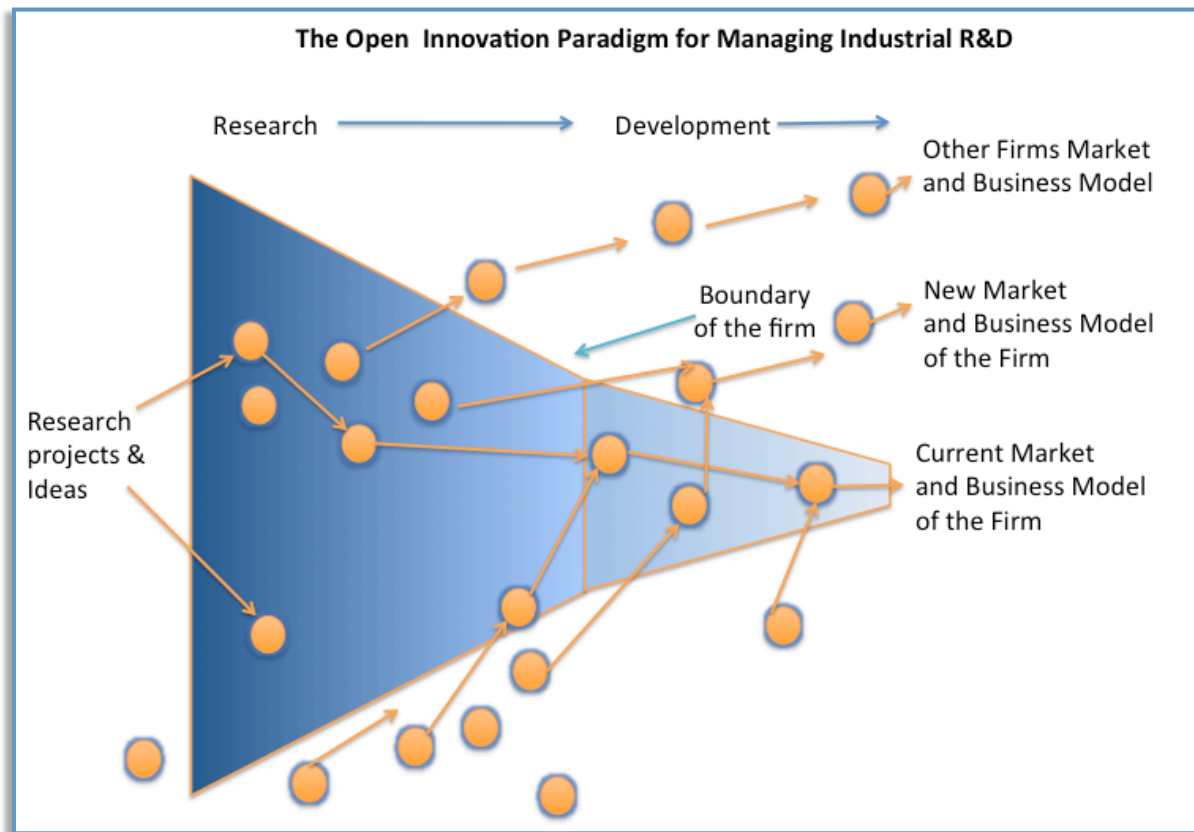 The Open Innovation Paradigm for Managing Industrial R&D
Research
Development
Other Firms Market
and Business Model
Boundary
of the firm
New Market
and Business Model
of the Firm
Research
projects &
Ideas
Current Market
and Business Model
of the Firm